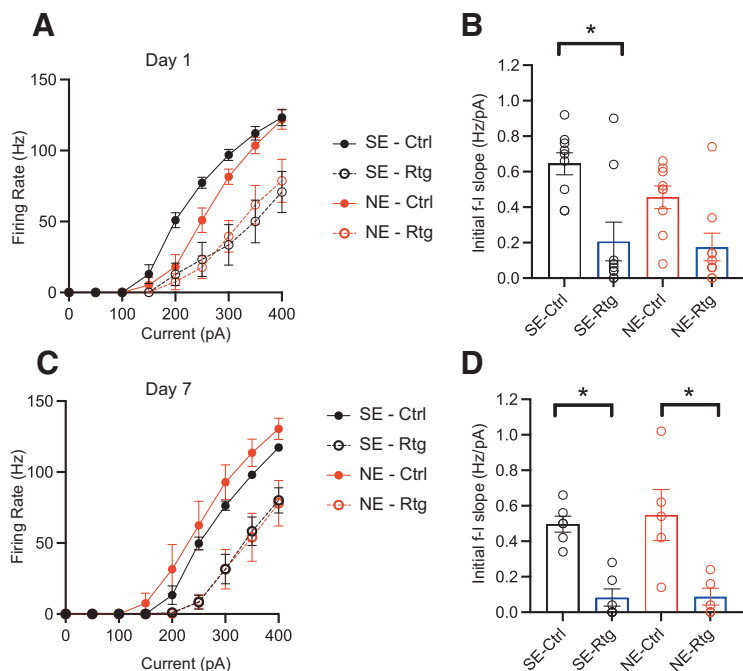 A
Day 1
150
100
50
0
Firing Rate (Hz)
0
100
200
300
400
Current (pA)
SE - Ctrl
SE - Rtg
NE - Ctrl
NE - Rtg
B
*
1.2
1.0
0.8
0.6
0.4
0.2
0.0
Initial f-I slope (Hz/pA)
SE-Ctrl
SE-Rtg
NE-Ctrl
NE-Rtg
C
Day 7
150
100
50
0
Firing Rate (Hz)
0
100
200
300
400
Current (pA)
SE - Ctrl
SE - Rtg
NE - Ctrl
NE - Rtg
D
*
*
1.2
1.0
0.8
0.6
0.4
0.2
0.0
Initial f-I slope (Hz/pA)
SE-Ctrl
SE-Rtg
NE-Ctrl
NE-Rtg